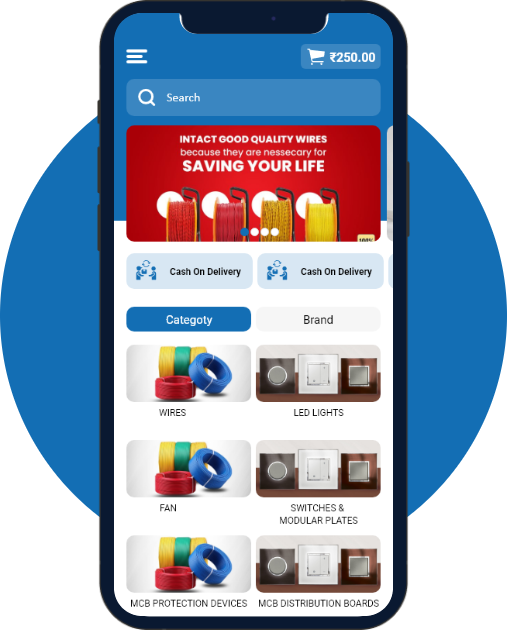 ₹250.00
Search
INTACT GOOD QUALITY WIRES
because they are nessecary for
SAVING YOUR LIFE
100%
Cash On Delivery
Cash On Delivery
Categoty
Brand
WIRES
LED LIGHTS
FAN
SWITCHES &
MODULAR PLATES
MCB PROTECTION DEVICES
MCB DISTRIBUTION BOARDS